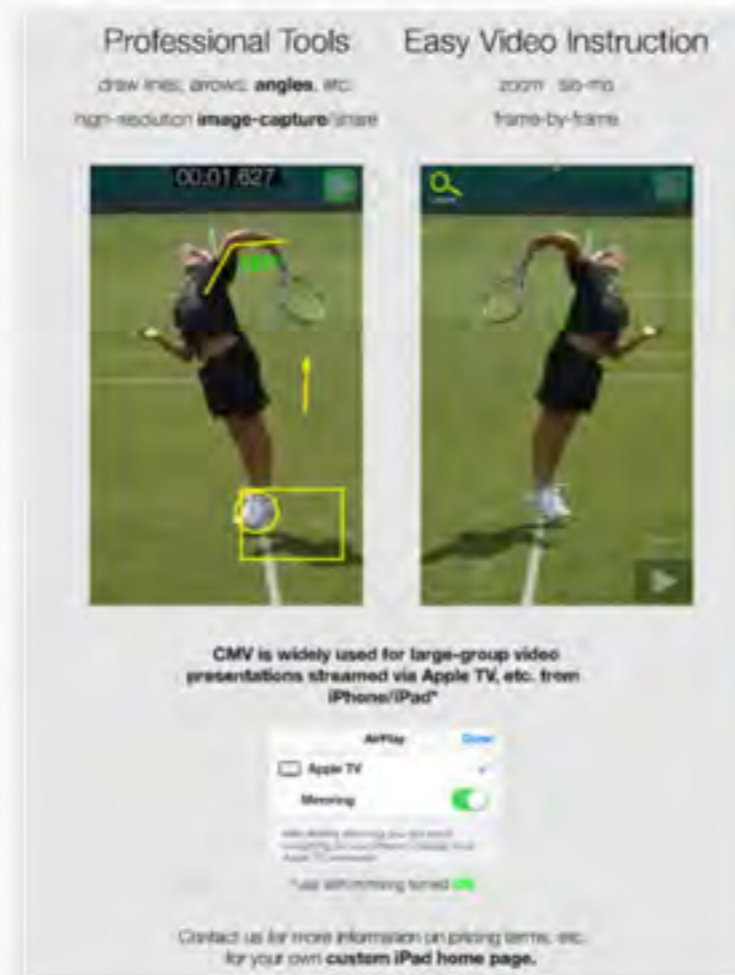 Professional Tools
draw lines, arrows, angles, etc.
high-resolution image-capture/share
Easy Video Instruction
zoom slo-mo
frame-by-frame
00:01.627
CMV is widely used for large-group video
presentations streamed via Apple TV, etc. from
iPhone/iPad*
AirPlay Done
Apple TV
Mirroring
*use with mirroring turned ON
Contact us for more information on pricing terms, etc.
for your own custom iPad home page.